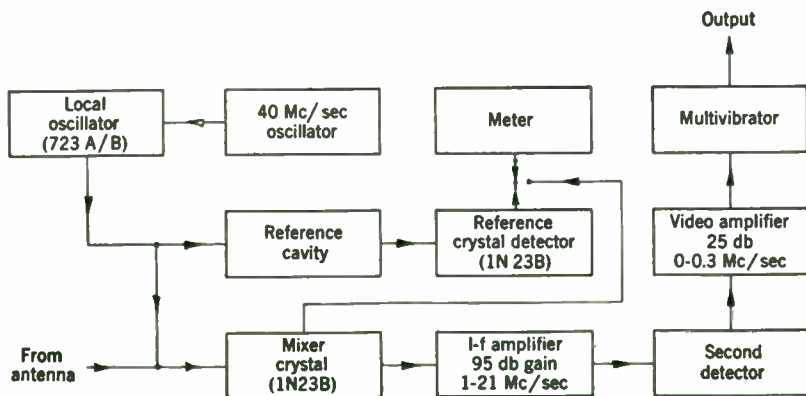 Output
Local
oscillator
(723 A/B)
40 Mc/sec
oscillator
Meter
Multivibrator
Reference
cavity
Reference
crystal detector
(1N 23B)
Video amplifier
25 db
0-0.3 Mc/sec
From
antenna
Mixer
crystal
(1N23B)
I-f amplifier
95 db gain
1-21 Mc/sec
Second
detector